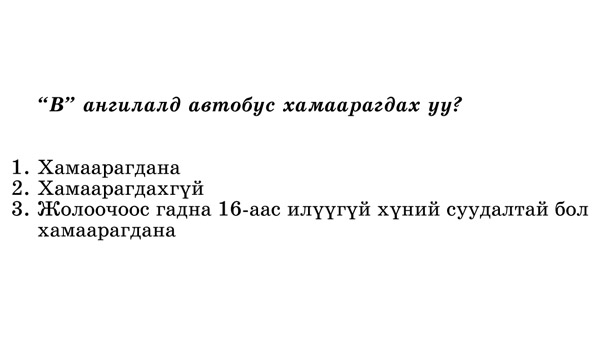 “В” ангилалд автобус хамаарагдах уу?
1. Хамаарагдана
2. Хамаарагдахгүй
3. Жолоочоос гадна 16-аас илүүгүй хүний суудалтай бол
хамаарагдана